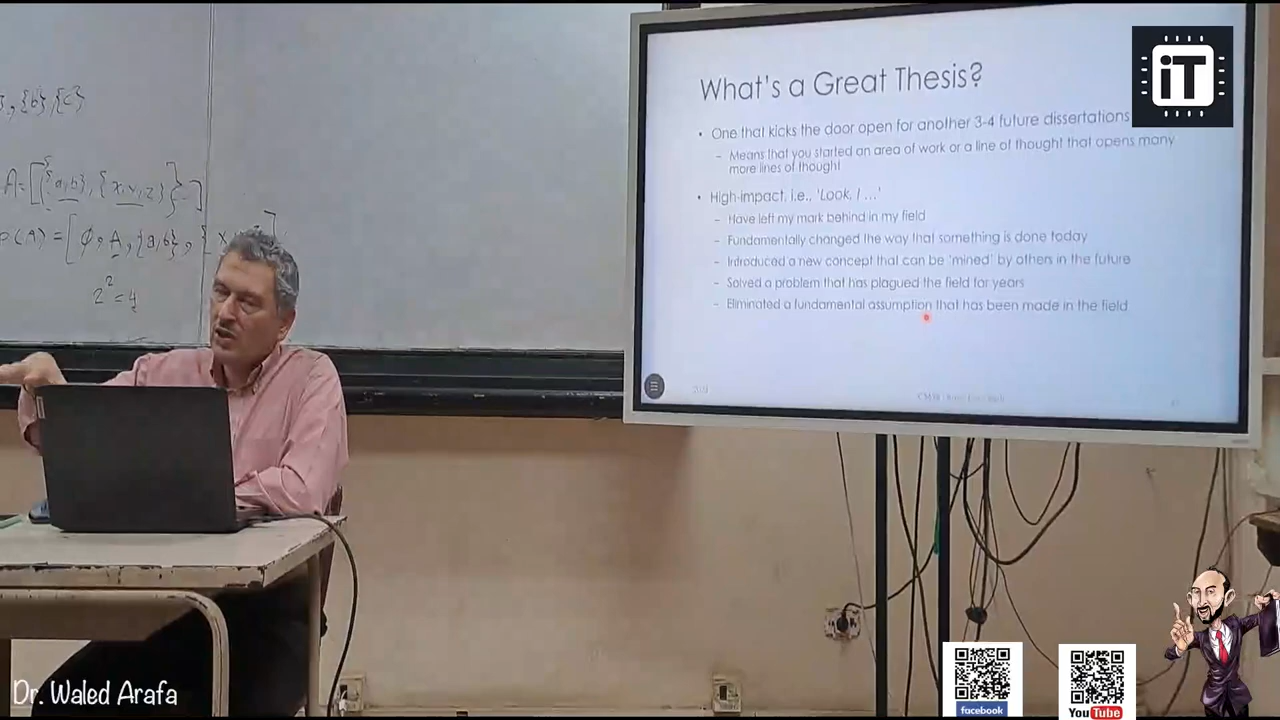 , {b}, {c}
A = [{{a,b}, {x,y,z}} - ]
p(A) = [ φ, A, {a,b}, {
2² = 4
What's a Great Thesis?
• One that kicks the door open for another 3-4 future dissertations
– Means that you started an area of work or a line of thought that opens many
more lines of thought
• High-impact, i.e., 'Look, I …'
– Have left my mark behind in my field
– Fundamentally changed the way that something is done today
– Introduced a new concept that can be 'mined' by others in the future
– Solved a problem that has plagued the field for years
– Eliminated a fundamental assumption that has been made in the field
iT
Dr. Waled Arafa
facebook
YouTube